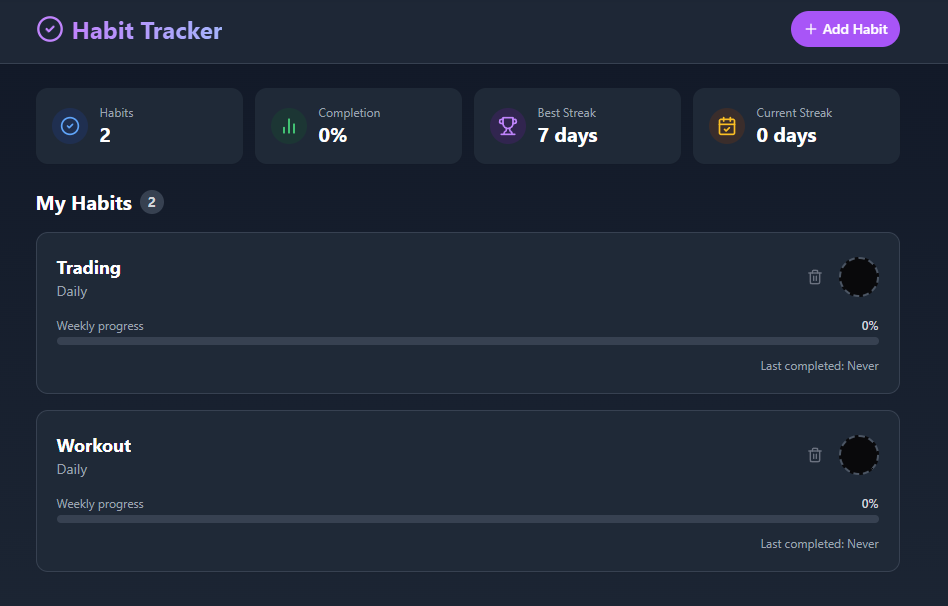 Habit Tracker
+ Add Habit
Habits
2
Completion
0%
Best Streak
7 days
Current Streak
0 days
My Habits 2
Trading
Daily
Weekly progress 0%
Last completed: Never
Workout
Daily
Weekly progress 0%
Last completed: Never